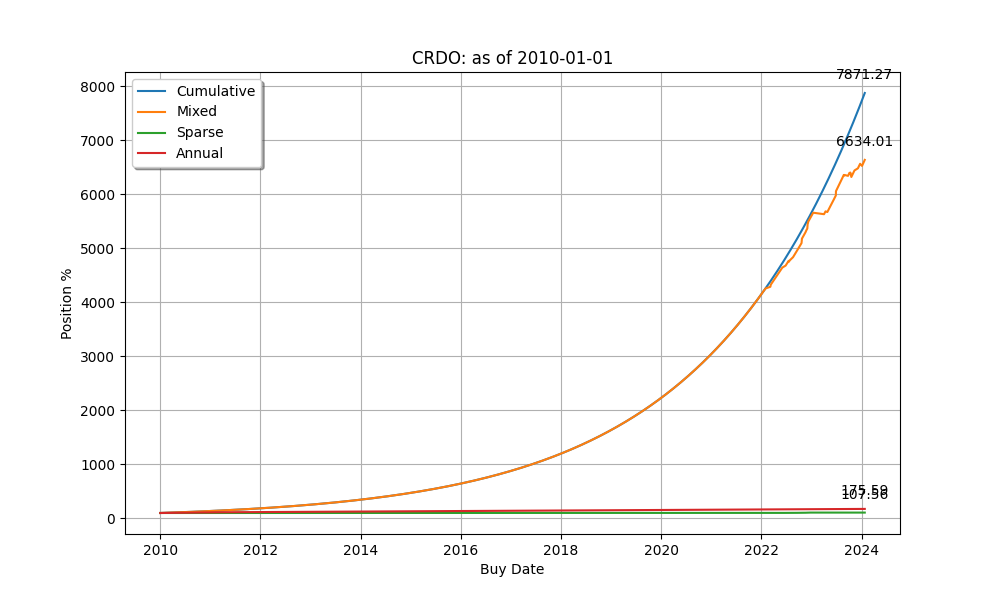 CRDO: as of 2010-01-01
7871.27
6634.01
175.59
107.56
Cumulative
Mixed
Sparse
Annual
8000
7000
6000
5000
4000
3000
2000
1000
0
Position %
2010 2012 2014 2016 2018 2020 2022 2024
Buy Date